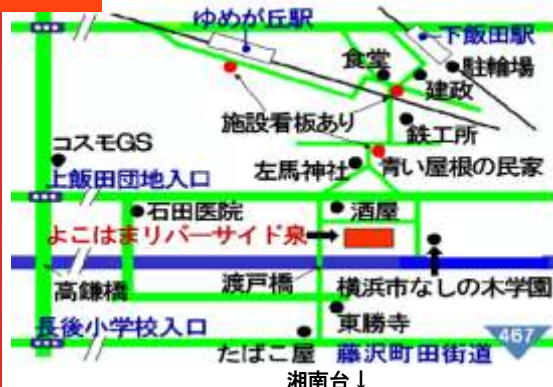 ゆめが丘駅
下飯田駅
食堂
駐輪場
建政
施設看板あり
鉄工所
コスモGS
左馬神社
青い屋根の民家
上飯田団地入口
石田医院
酒屋
よこはまリバーサイド泉
高鎌橋
渡戸橋
横浜市なしの木学園
長後小学校入口
東勝寺
467
たばこ屋
藤沢町田街道
湘南台↓